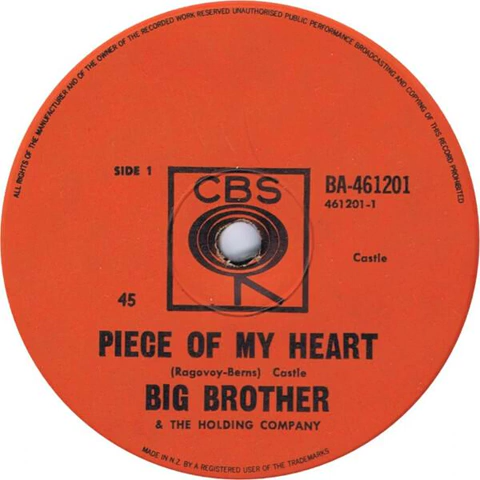 ALL RIGHTS OF THE MANUFACTURER AND OF THE OWNER OF THE RECORDED WORK RESERVED UNAUTHORISED PUBLIC PERFORMANCE BROADCASTING AND COPYING OF THIS RECORD PROHIBITED
SIDE 1
CBS
BA-461201
461201-1
Castle
45
PIECE OF MY HEART
(Ragovoy-Berns) Castle
BIG BROTHER
& THE HOLDING COMPANY
MADE IN N.Z. BY A REGISTERED USER OF THE TRADEMARKS